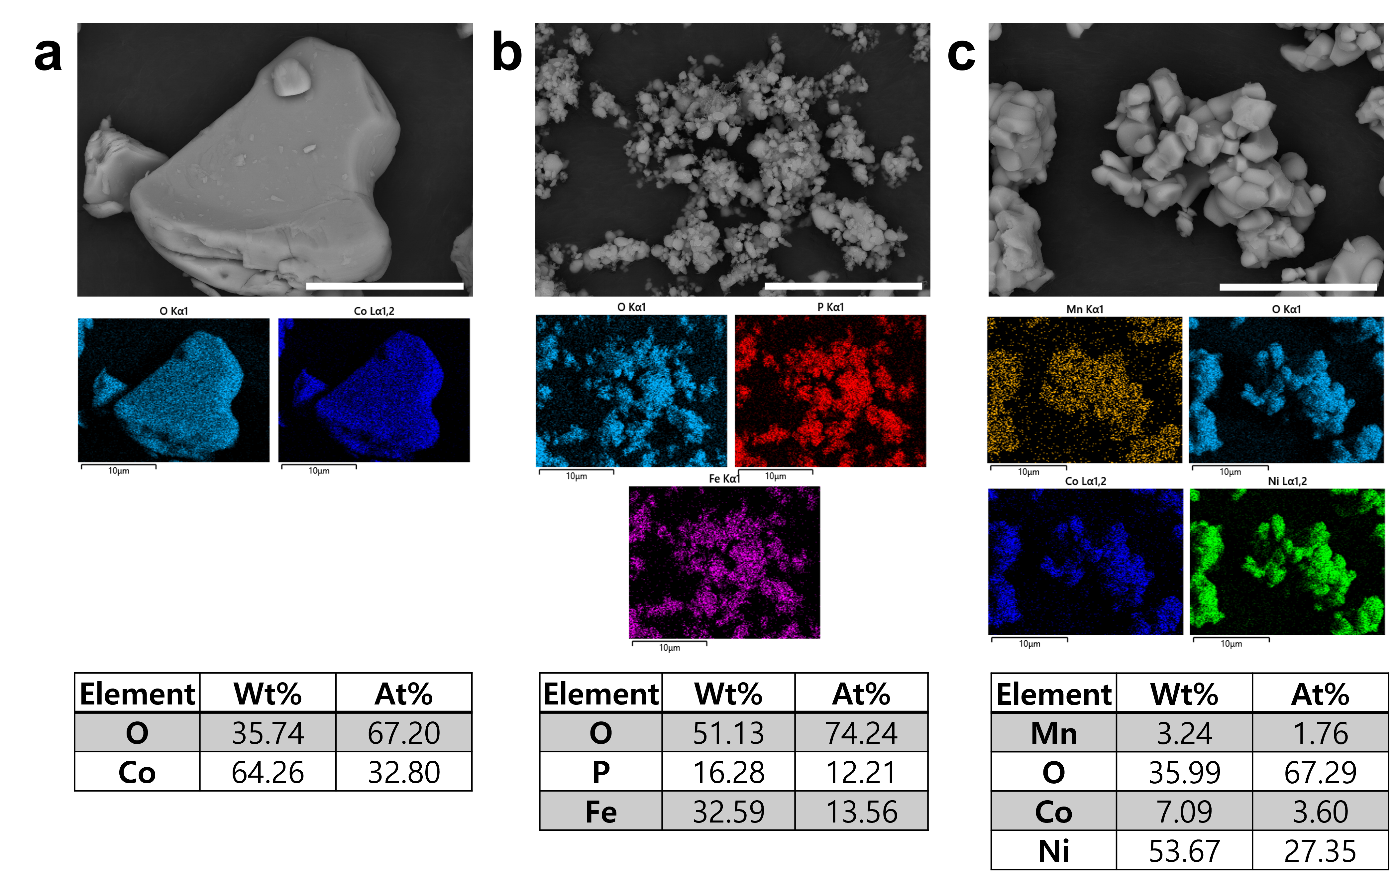 a
b
c
O Kα1
Co Lα1,2
10μm
10μm
O Kα1
P Kα1
10μm
10μm
Fe Kα1
10μm
Mn Kα1
O Kα1
10μm
10μm
Co Lα1,2
Ni Lα1,2
10μm
10μm
Element Wt% At%
O 35.74 67.20
Co 64.26 32.80
Element Wt% At%
O 51.13 74.24
P 16.28 12.21
Fe 32.59 13.56
Element Wt% At%
Mn 3.24 1.76
O 35.99 67.29
Co 7.09 3.60
Ni 53.67 27.35